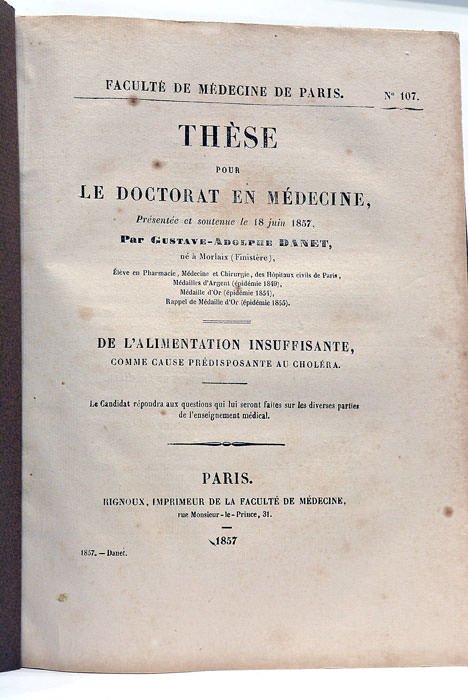 FACULTÉ DE MÉDECINE DE PARIS. N° 107.
THÈSE
POUR
LE DOCTORAT EN MÉDECINE,
Présentée et soutenue le 18 juin 1857,
Par GUSTAVE-ADOLPHE DANET,
né à Morlaix (Finistère),
Élève en Pharmacie, Médecine et Chirurgie, des Hôpitaux civils de Paris,
Médailles d'Argent (épidémie 1849),
Médaille d'Or (épidémie 1854),
Rappel de Médaille d'Or (épidémie 1855).
DE L'ALIMENTATION INSUFFISANTE,
COMME CAUSE PRÉDISPOSANTE AU CHOLÉRA.
Le Candidat répondra aux questions qui lui seront faites sur les diverses parties
de l'enseignement médical.
PARIS.
RIGNOUX, IMPRIMEUR DE LA FACULTÉ DE MÉDECINE,
rue Monsieur-le-Prince, 31.
1857
1857. — Danet.